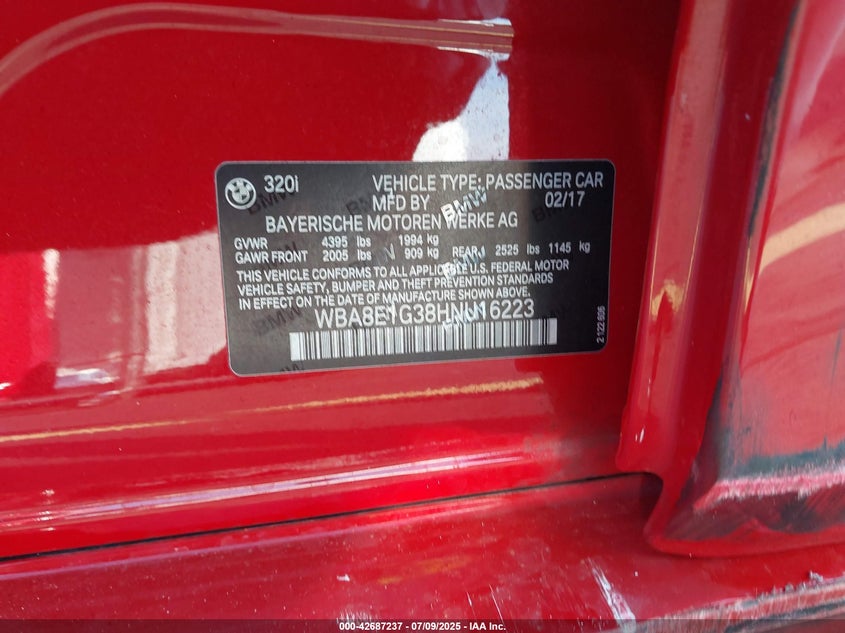 320i VEHICLE TYPE: PASSENGER CAR
MFD BY 02/17
BAYERISCHE MOTOREN WERKE AG
GVWR 4395 lbs 1994 kg
GAWR FRONT 2005 lbs 909 kg REAR 2525 lbs 1145 kg
THIS VEHICLE CONFORMS TO ALL APPLICABLE U.S. FEDERAL MOTOR
VEHICLE SAFETY, BUMPER AND THEFT PREVENTION STANDARDS
IN EFFECT ON THE DATE OF MANUFACTURE SHOWN ABOVE
WBA8E1G38HNU16223
2 122 606
BMW
000-42687237 - 07/09/2025 - IAA Inc.